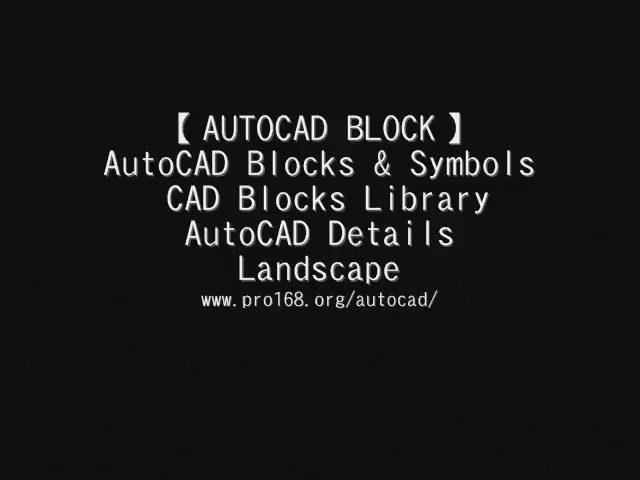 【 AUTOCAD BLOCK 】
AutoCAD Blocks & Symbols
CAD Blocks Library
AutoCAD Details
Landscape
www.pro168.org/autocad/